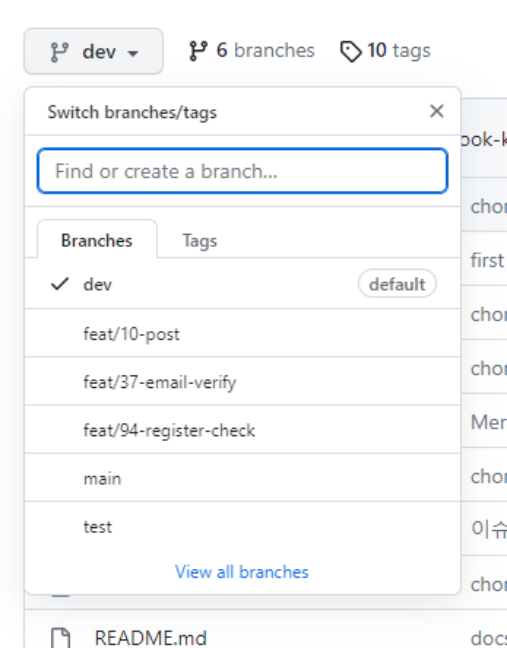 dev 6 branches 10 tags
Switch branches/tags
Find or create a branch...
Branches Tags
dev default
first
feat/10-post
feat/37-email-verify
feat/94-register-check
main
test
View all branches
README.md